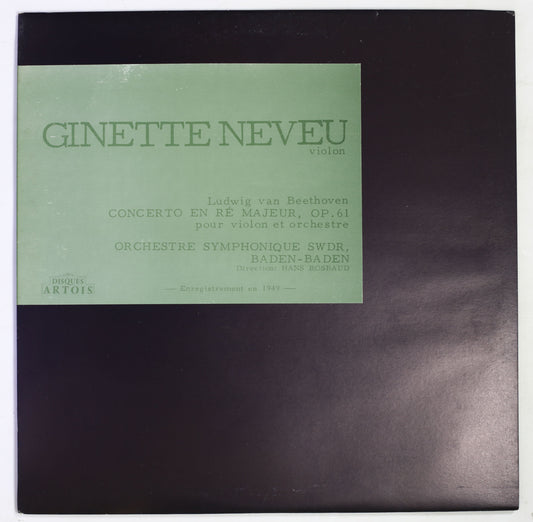 GINETTE NEVEU
violon
Ludwig van Beethoven
CONCERTO EN RÉ MAJEUR, OP.61
pour violon et orchestre
ORCHESTRE SYMPHONIQUE SWDR,
BADEN-BADEN
Direction: HANS ROSBAUD
— Enregistrement en 1949 —
DISQUES
ARTOIS